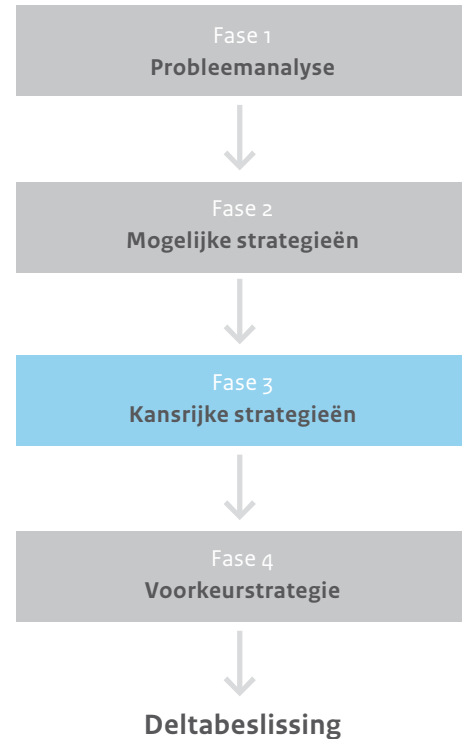 Fase 1
Probleemanalyse
Fase 2
Mogelijke strategieën
Fase 3
Kansrijke strategieën
Fase 4
Voorkeurstrategie
Deltabeslissing